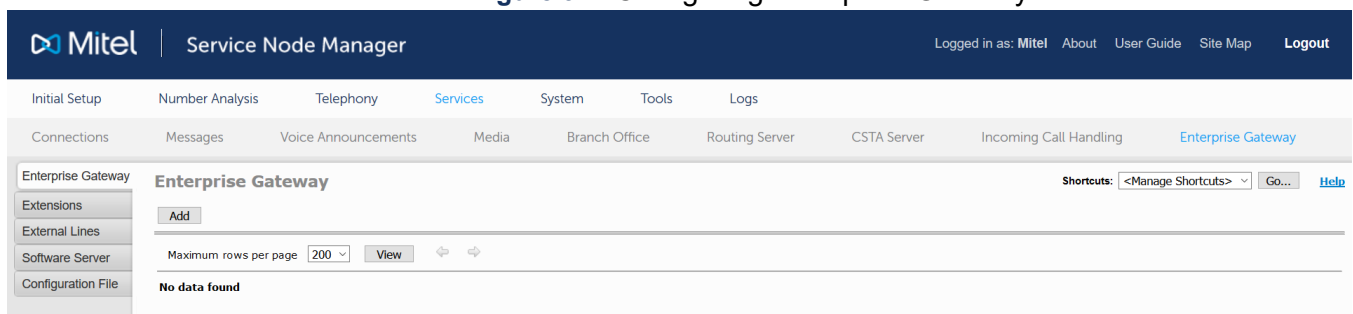 Mitel Service Node Manager Logged in as: Mitel About User Guide Site Map Logout
Initial Setup Number Analysis Telephony Services System Tools Logs
Connections Messages Voice Announcements Media Branch Office Routing Server CSTA Server Incoming Call Handling Enterprise Gateway
Enterprise Gateway
Extensions
External Lines
Software Server
Configuration File
Enterprise Gateway Shortcuts: <Manage Shortcuts> Go... Help
Add
Maximum rows per page 200 View
No data found